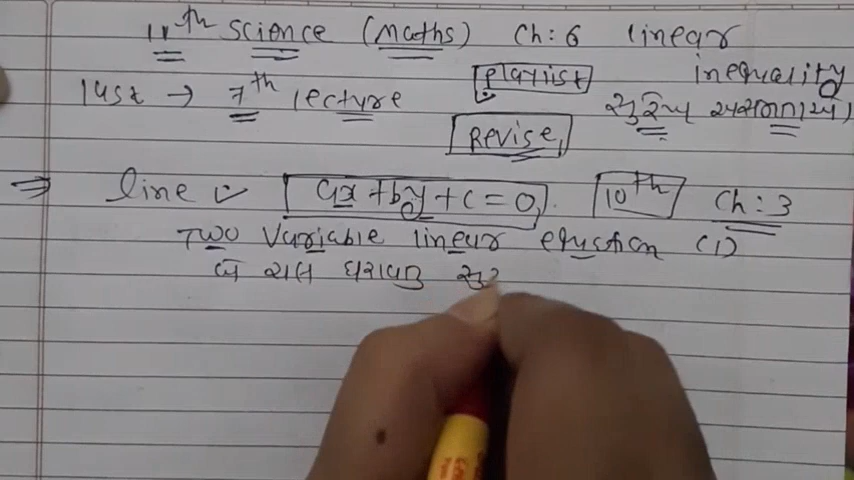 11th science (Maths) Ch: 6 linear
inequality
Last → 7th lecture playlist સુરેખ અસમતાઓ
Revise
⇒ line ax+by+c=0 10th Ch: 3
Two Variable linear equation (1)
બે ચલ ધરાવતુ સુર